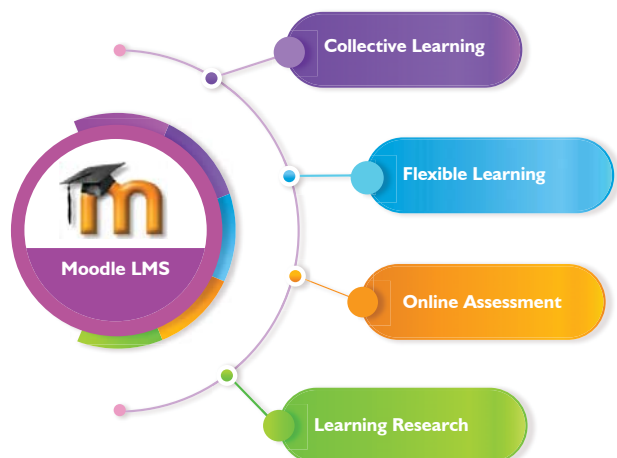 Collective Learning
Flexible Learning
m
Moodle LMS
Online Assessment
Learning Research